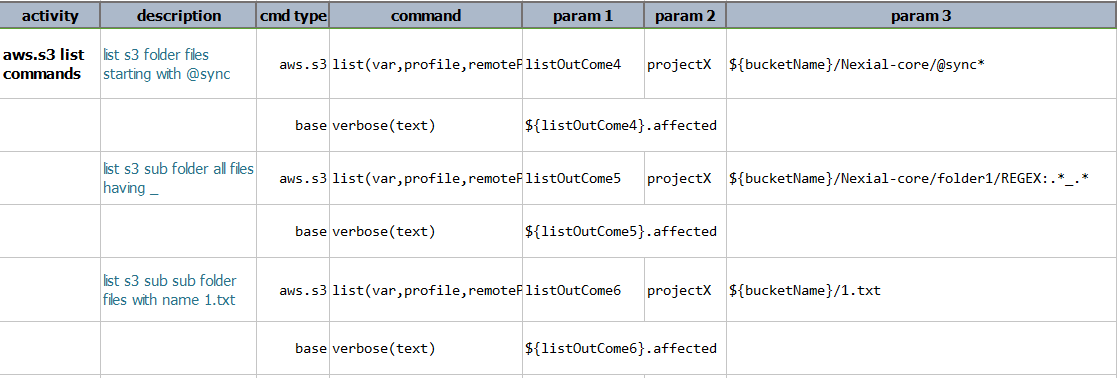 activity description cmd type command param 1 param 2 param 3
aws.s3 list
commands
list s3 folder files
starting with @sync
aws.s3 list(var,profile,remoteP listOutCome4 projectX ${bucketName}/Nexial-core/@sync*
base verbose(text) ${listOutCome4}.affected
list s3 sub folder all files
having _
aws.s3 list(var,profile,remoteP listOutCome5 projectX ${bucketName}/Nexial-core/folder1/REGEX:.*_.*
base verbose(text) ${listOutCome5}.affected
list s3 sub sub folder
files with name 1.txt
aws.s3 list(var,profile,remoteP listOutCome6 projectX ${bucketName}/1.txt
base verbose(text) ${listOutCome6}.affected